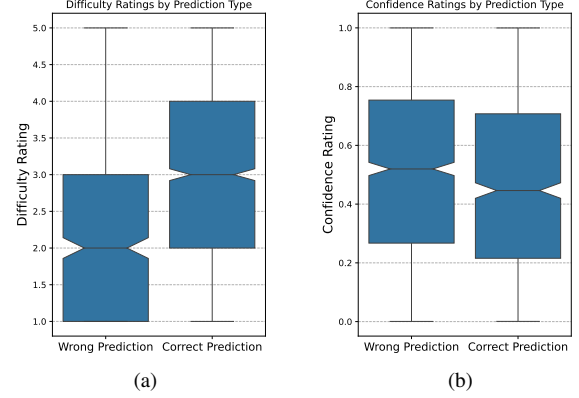 Difficulty Ratings by Prediction Type
Difficulty Rating
5.0
4.5
4.0
3.5
3.0
2.5
2.0
1.5
1.0
Wrong Prediction Correct Prediction
(a)
Confidence Ratings by Prediction Type
Confidence Rating
1.0
0.8
0.6
0.4
0.2
0.0
Wrong Prediction Correct Prediction
(b)